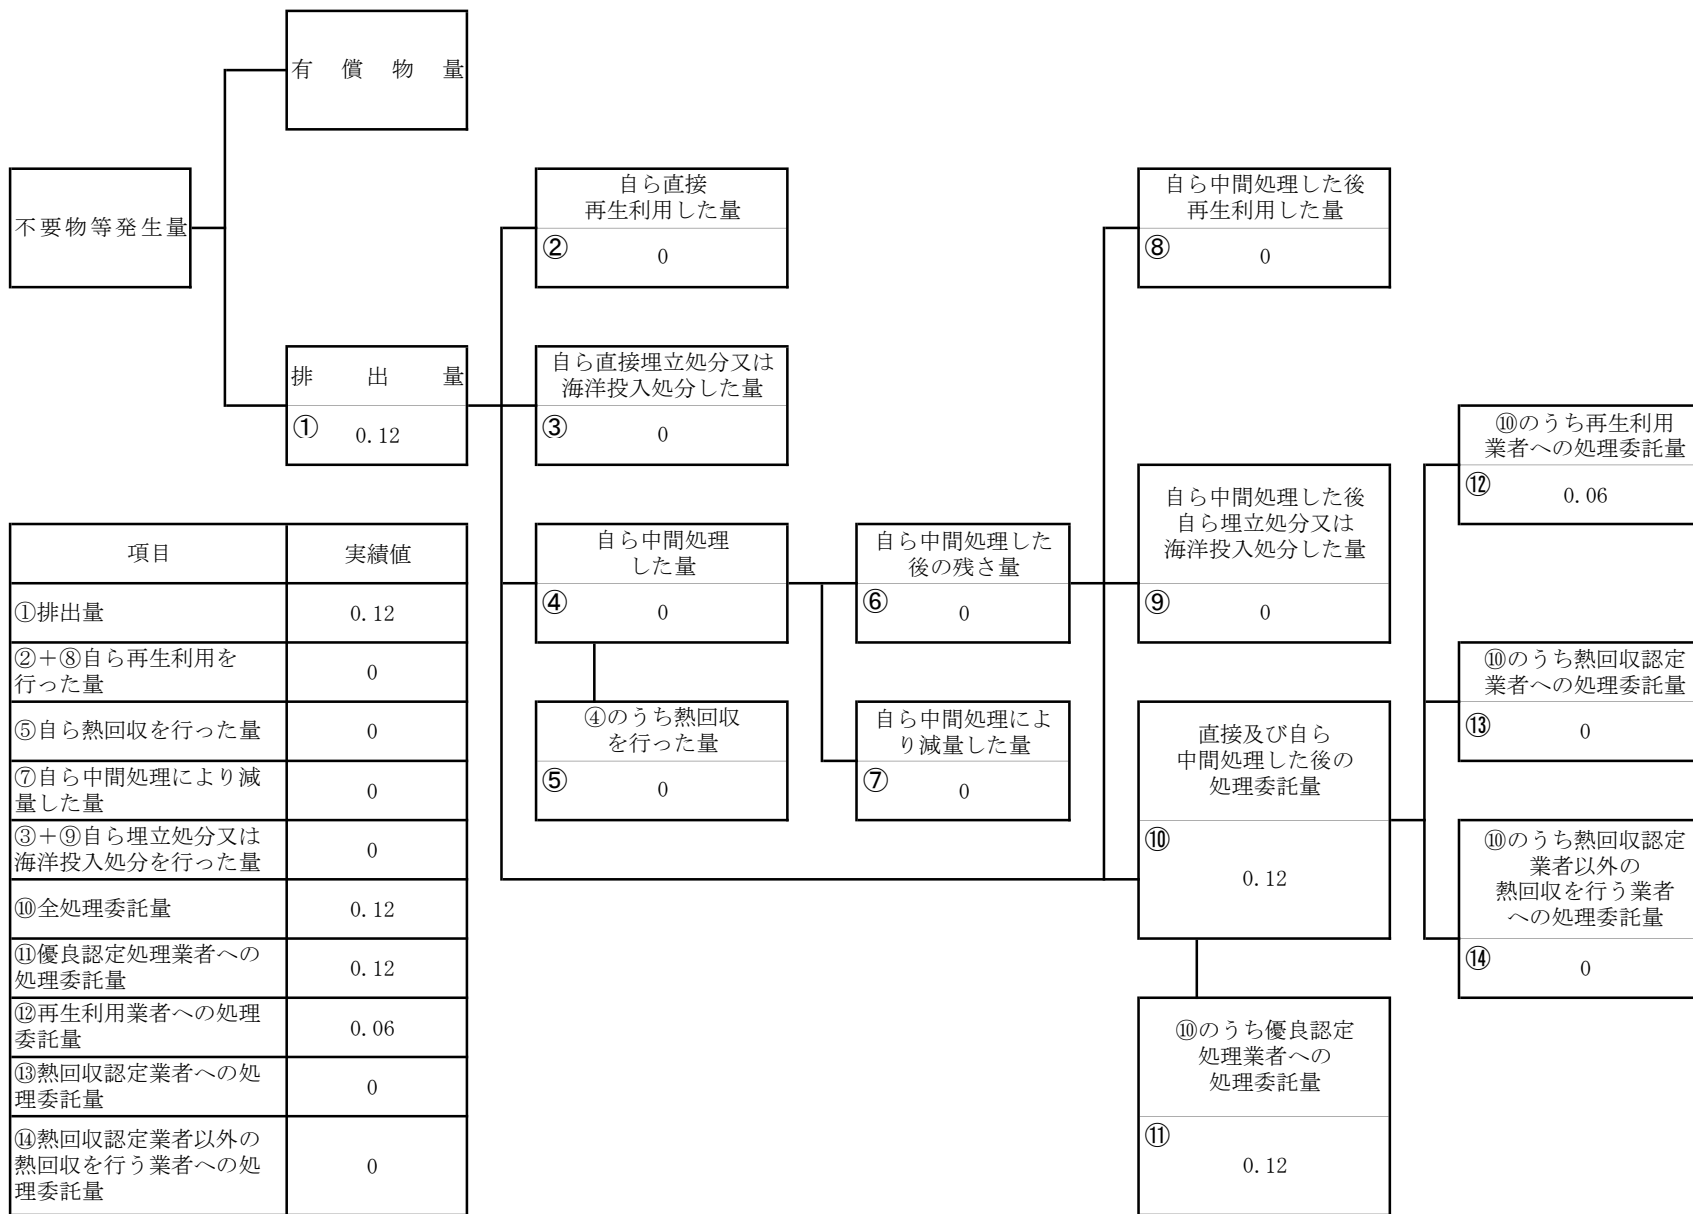 有償物量
不要物等発生量
自ら直接
再生利用した量
②
0
自ら中間処理した後
再生利用した量
⑧
0
排出量
①
0.12
自ら直接埋立処分又は
海洋投入処分した量
③
0
⑩のうち再生利用
業者への処理委託量
⑫
0.06
自ら中間処理
した量
④
0
自ら中間処理した
後の残さ量
⑥
0
自ら中間処理した後
自ら埋立処分又は
海洋投入処分した量
⑨
0
④のうち熱回収
を行った量
⑤
0
自ら中間処理によ
り減量した量
⑦
0
直接及び自ら
中間処理した後の
処理委託量
⑩
0.12
⑩のうち熱回収認定
業者への処理委託量
⑬
0
⑩のうち熱回収認定
業者以外の
熱回収を行う業者
への処理委託量
⑭
0
⑩のうち優良認定
処理業者への
処理委託量
⑪
0.12
項目 実績値
①排出量 0.12
②+⑧自ら再生利用を
行った量 0
⑤自ら熱回収を行った量 0
⑦自ら中間処理により減
量した量 0
③+⑨自ら埋立処分又は
海洋投入処分を行った量 0
⑩全処理委託量 0.12
⑪優良認定処理業者への
処理委託量 0.12
⑫再生利用業者への処理
委託量 0.06
⑬熱回収認定業者への処
理委託量 0
⑭熱回収認定業者以外の
熱回収を行う業者への処
理委託量 0